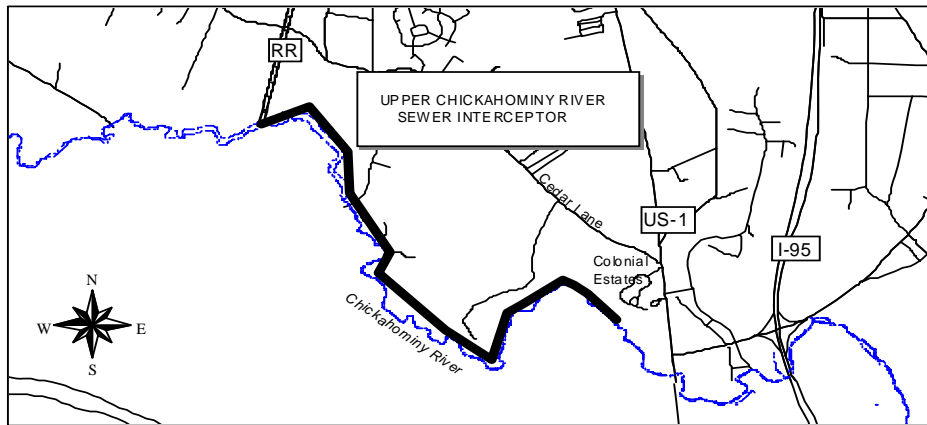 RR
UPPER CHICKAHOMINY RIVER
SEWER INTERCEPTOR
Cedar Lane
US-1
I-95
Colonial
Estates
N
W E
S
Chickahominy River